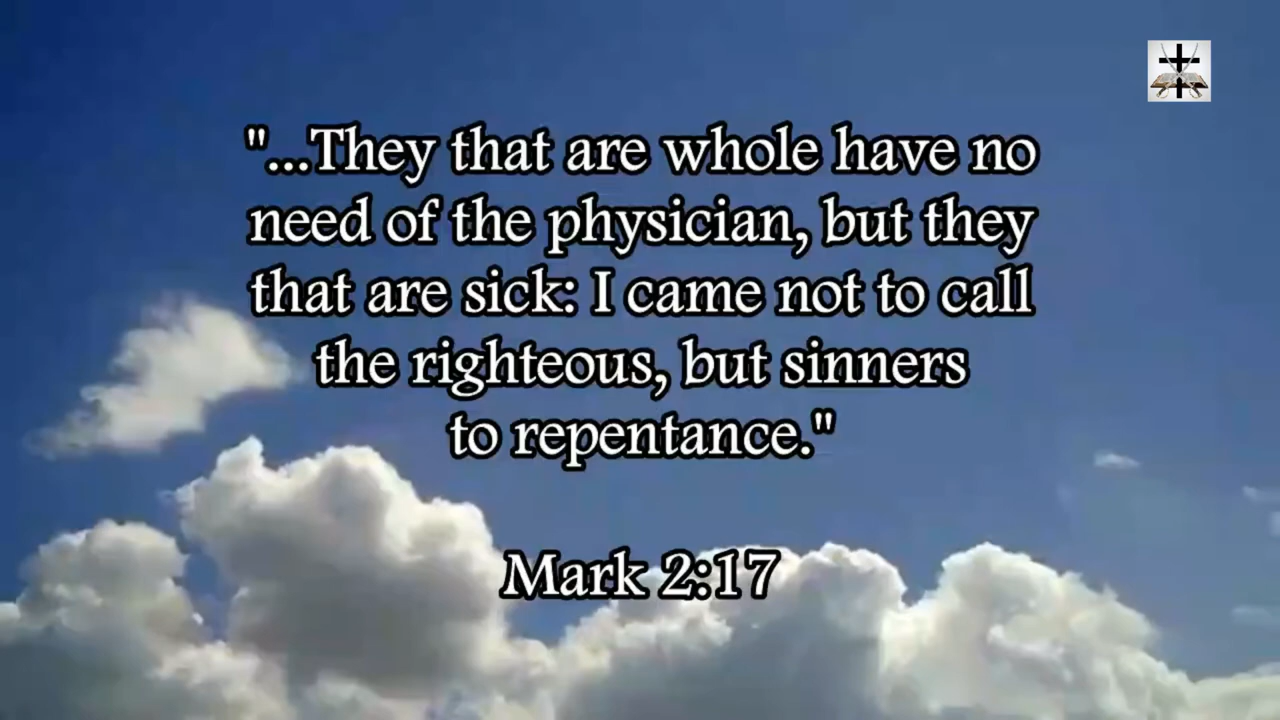 "...They that are whole have no
need of the physician, but they
that are sick: I came not to call
the righteous, but sinners
to repentance."
Mark 2:17